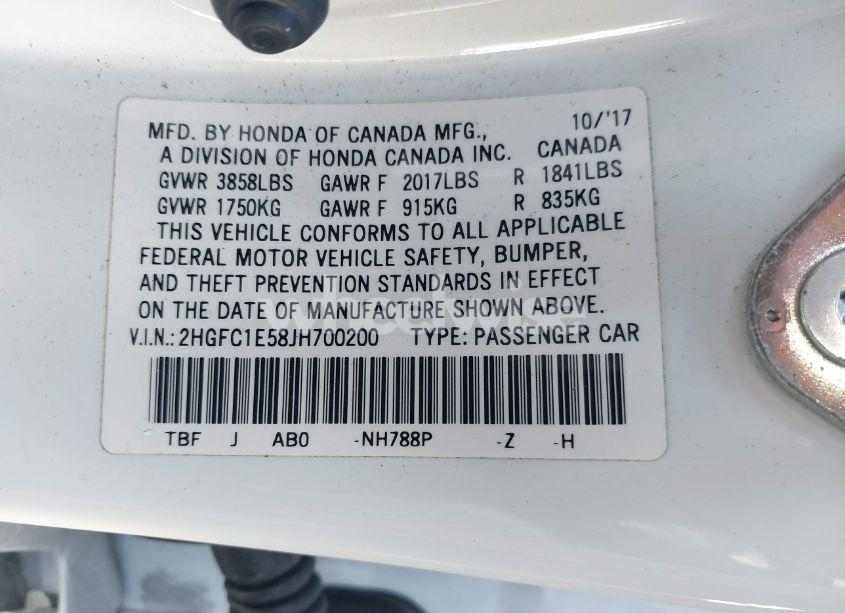 MFD. BY HONDA OF CANADA MFG., 10/'17
A DIVISION OF HONDA CANADA INC. CANADA
GVWR 3858LBS GAWR F 2017LBS R 1841LBS
GVWR 1750KG GAWR F 915KG R 835KG
THIS VEHICLE CONFORMS TO ALL APPLICABLE
FEDERAL MOTOR VEHICLE SAFETY, BUMPER,
AND THEFT PREVENTION STANDARDS IN EFFECT
ON THE DATE OF MANUFACTURE SHOWN ABOVE.
V.I.N.: 2HGFC1E58JH700200 TYPE: PASSENGER CAR
TBF J AB0 -NH788P -Z -H